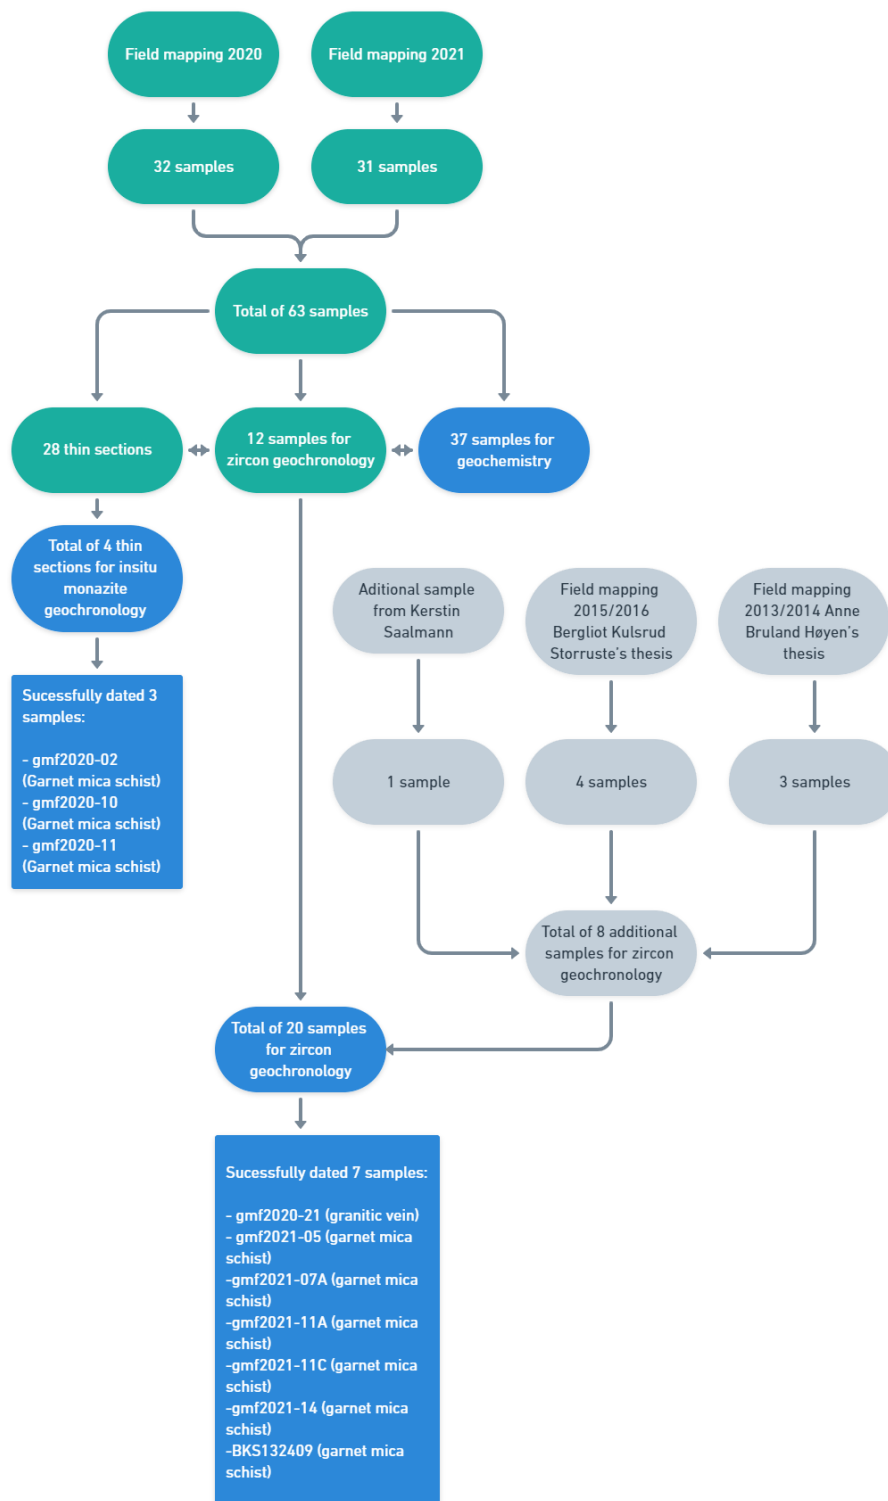 Field mapping 2020
Field mapping 2021
32 samples
31 samples
Total of 63 samples
28 thin sections
12 samples for
zircon geochronology
37 samples for
geochemistry
Total of 4 thin
sections for insitu
monazite
geochronology
Aditional sample
from Kerstin
Saalmann
Field mapping
2015/2016
Bergliot Kulsrud
Storruste's thesis
Field mapping
2013/2014 Anne
Bruland Høyen's
thesis
Sucessfully dated 3
samples:
- gmf2020-02
(Garnet mica schist)
- gmf2020-10
(Garnet mica schist)
- gmf2020-11
(Garnet mica schist)
1 sample
4 samples
3 samples
Total of 8 additional
samples for zircon
geochronology
Total of 20 samples
for zircon
geochronology
Sucessfully dated 7 samples:
- gmf2020-21 (granitic vein)
- gmf2021-05 (garnet mica
schist)
-gmf2021-07A (garnet mica
schist)
-gmf2021-11A (garnet mica
schist)
-gmf2021-11C (garnet mica
schist)
-gmf2021-14 (garnet mica
schist)
-BKS132409 (garnet mica
schist)